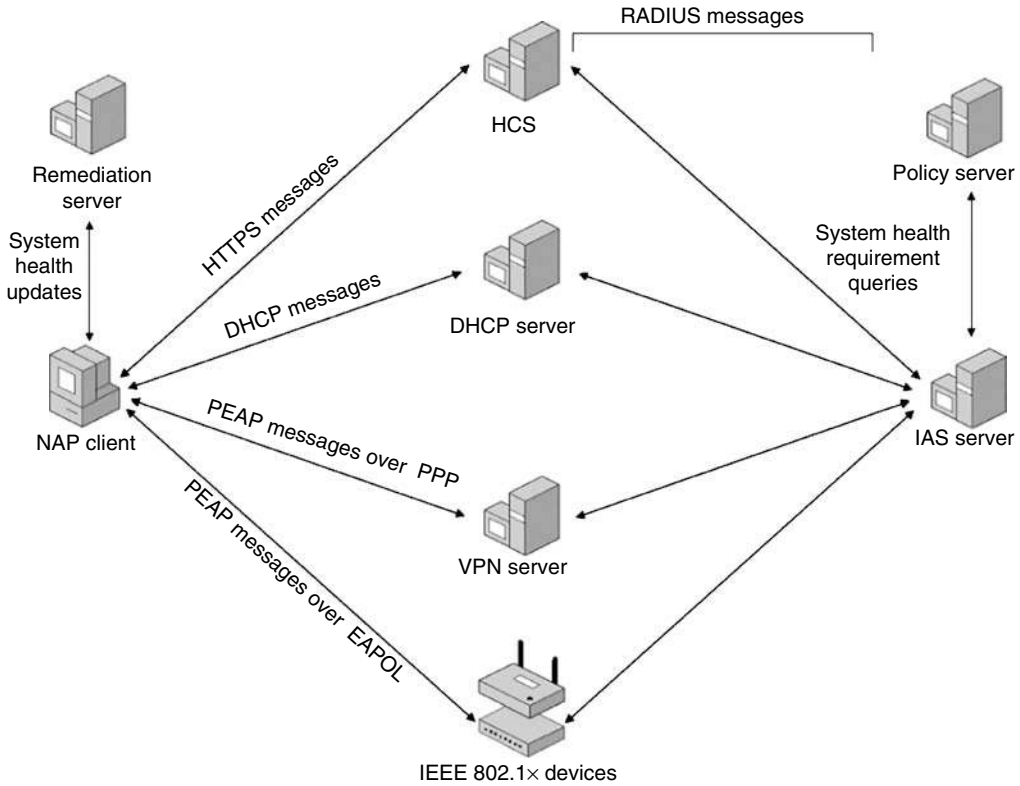 RADIUS messages
HCS
Remediation
server
Policy server
HTTPS messages
System
health
updates
System health
requirement
queries
DHCP messages
DHCP server
NAP client
PEAP messages over PPP
IAS server
PEAP messages over EAPOL
VPN server
IEEE 802.1× devices